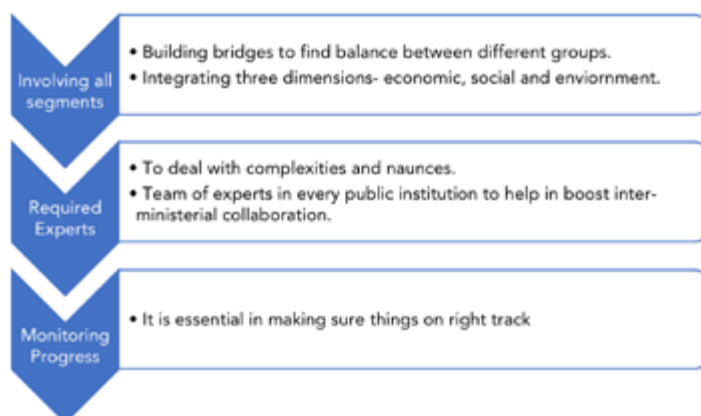 Involving all
segments
• Building bridges to find balance between different groups.
• Integrating three dimensions- economic, social and enviornment.
Required
Experts
• To deal with complexities and naunces.
• Team of experts in every public institution to help in boost inter-
ministerial collaboration.
Monitoring
Progress
• It is essential in making sure things on right track